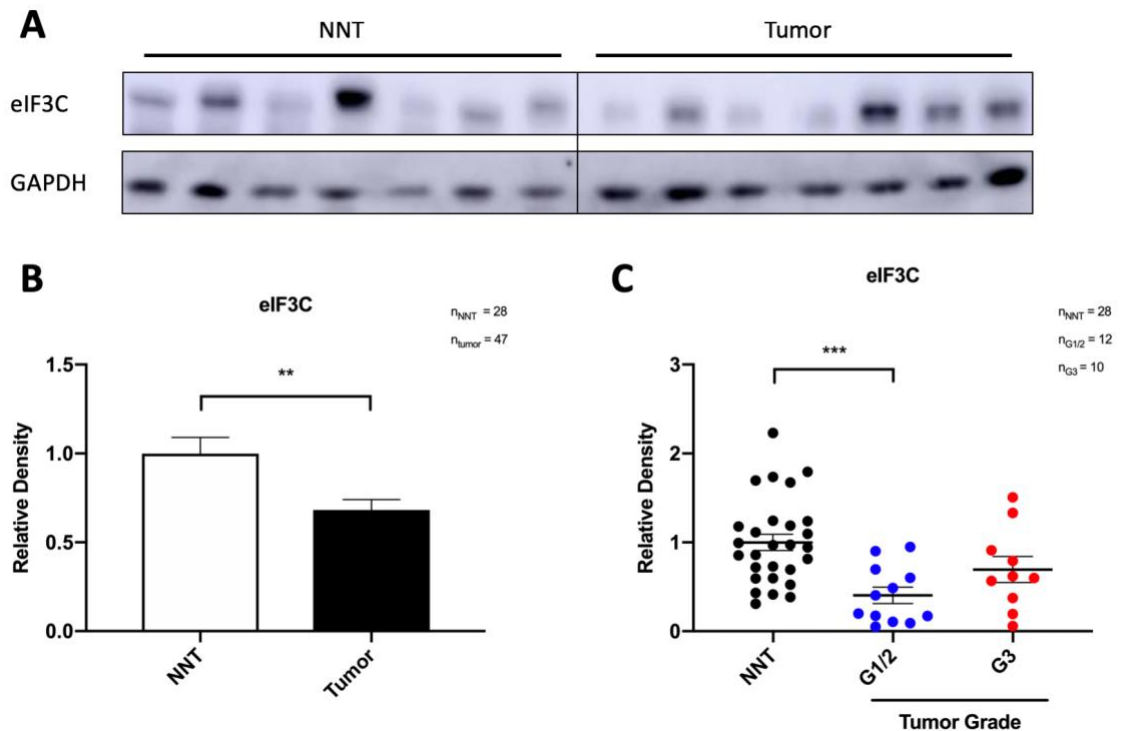 A
NNT Tumor
eIF3C
GAPDH
B
eIF3C
nNNT = 28
ntumor = 47
Relative Density
1.5
1.0
0.5
0.0
**
NNT
Tumor
C
eIF3C
nNNT = 28
nG1/2 = 12
nG3 = 10
Relative Density
3
2
1
0
***
NNT
G1/2
G3
Tumor Grade